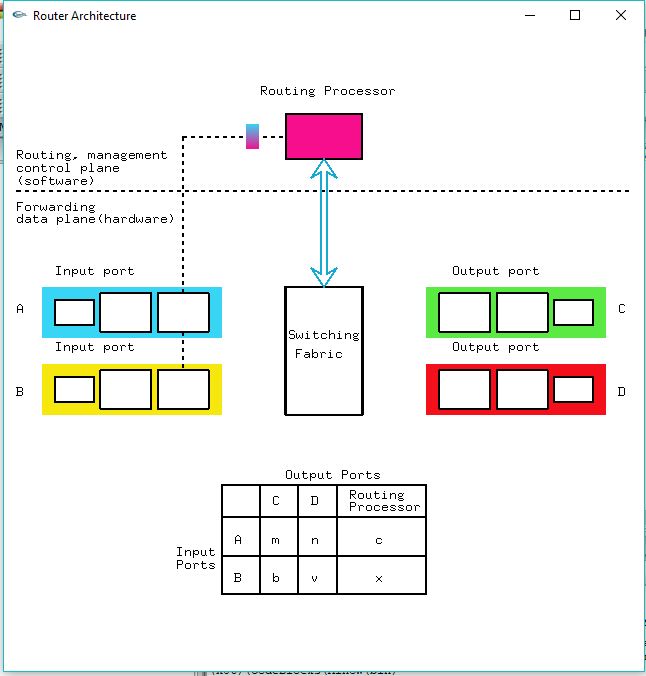 Router Architecture
Routing Processor
Routing, management
control plane
(software)
Forwarding
data plane(hardware)
Input port
Output port
A
C
Switching
Fabric
Input port
Output port
B
D
Output Ports
C D Routing
Processor
Input
Ports
A m n c
B b v x